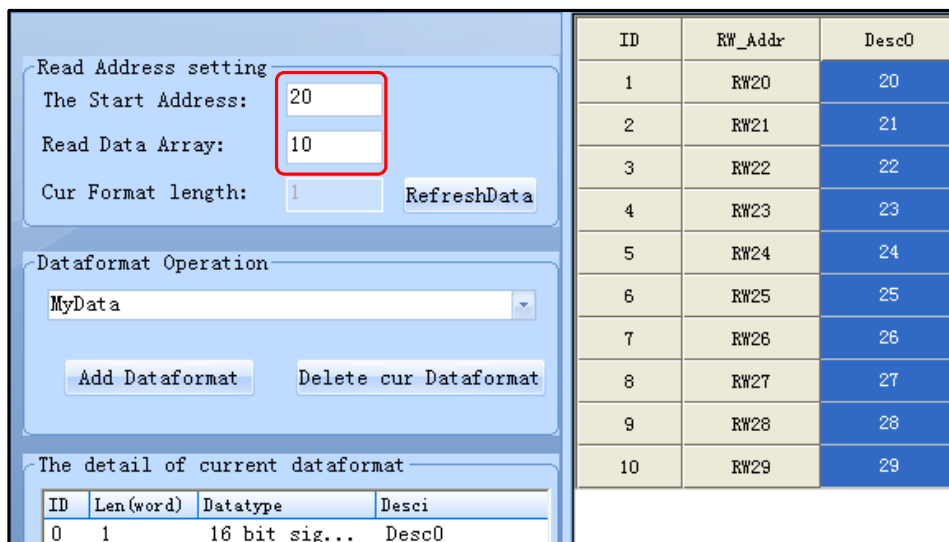 Read Address setting
The Start Address: 20
Read Data Array: 10
Cur Format length: 1 RefreshData
Dataformat Operation
MyData
Add Dataformat Delete cur Dataformat
The detail of current dataformat
ID Len(word) Datatype Desci
0 1 16 bit sig... Desc0
ID RW_Addr Desc0
1 RW20 20
2 RW21 21
3 RW22 22
4 RW23 23
5 RW24 24
6 RW25 25
7 RW26 26
8 RW27 27
9 RW28 28
10 RW29 29